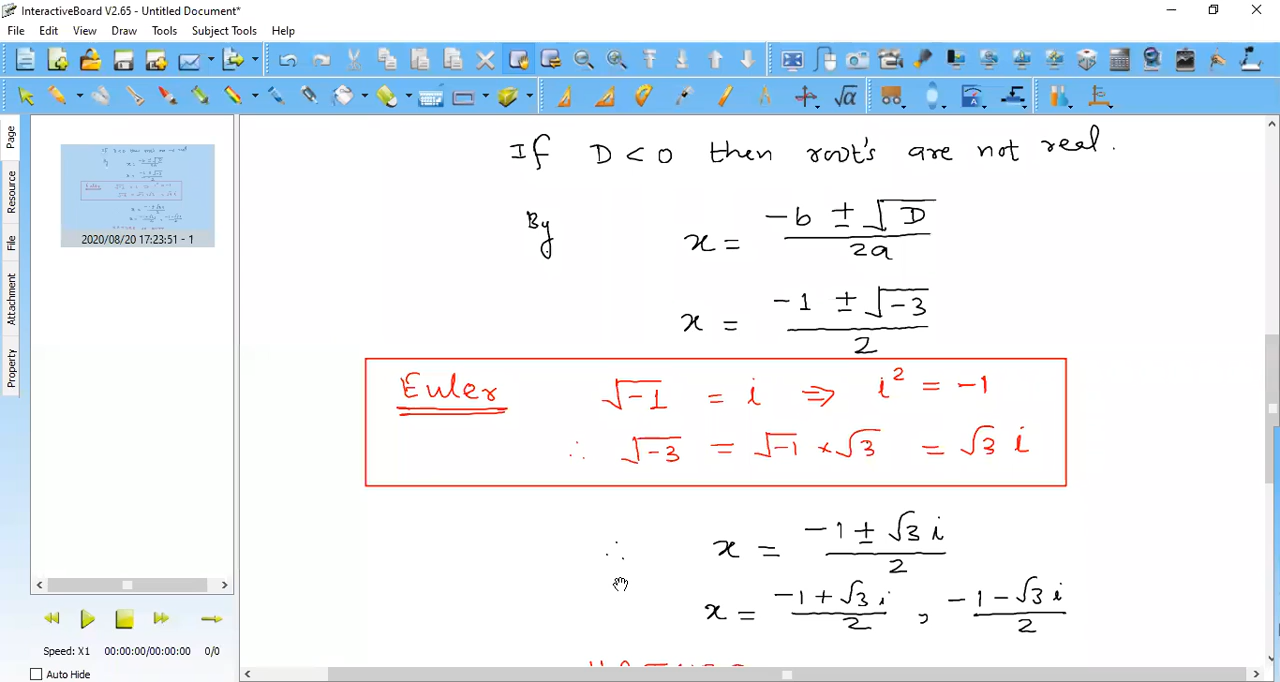 InteractiveBoard V2.65 - Untitled Document*
File Edit View Draw Tools Subject Tools Help
Page
Resource
File
Attachment
Property
2020/08/20 17:23:51 - 1
Speed: X1 00:00:00/00:00:00 0/0
Auto Hide
If D < 0 then root's are not real.
By x = (-b ± √D)/2a
x = (-1 ± √-3)/2
Euler √-1 = i ⇒ i² = -1
∴ √-3 = √-1 × √3 = √3 i
∴ x = (-1 ± √3 i)/2
x = (-1 + √3 i)/2 , (-1 - √3 i)/2